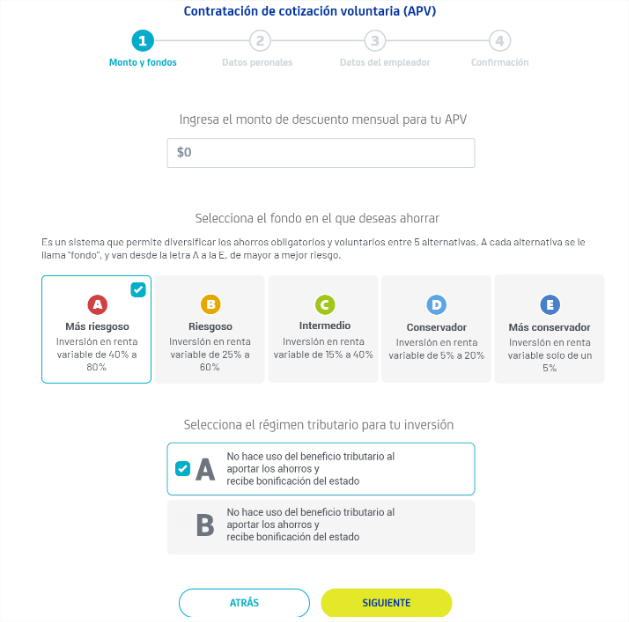 Contratación de cotización voluntaria (APV)
1
2
3
4
Monto y fondos
Datos peronales
Datos del empleador
Confirmación
Ingresa el monto de descuento mensual para tu APV
$0
Selecciona el fondo en el que deseas ahorrar
Es un sistema que permite diversificar los ahorros obligatorios y voluntarios entre 5 alternativas. A cada alternativa se le
llama "fondo", y van desde la letra A a la E, de mayor a mejor riesgo.
A
Más riesgoso
Inversión en renta
variable de 40% a
80%
B
Riesgoso
Inversión en renta
variable de 25% a
60%
C
Intermedio
Inversión en renta
variable de 15% a 40%
D
Conservador
Inversión en renta
variable de 5% a 20%
E
Más conservador
Inversión en renta
variable solo de un
5%
Selecciona el régimen tributario para tu inversión
A
No hace uso del beneficio tributario al
aportar los ahorros y
recibe bonificación del estado
B
No hace uso del beneficio tributario al
aportar los ahorros y
recibe bonificación del estado
ATRÁS
SIGUIENTE